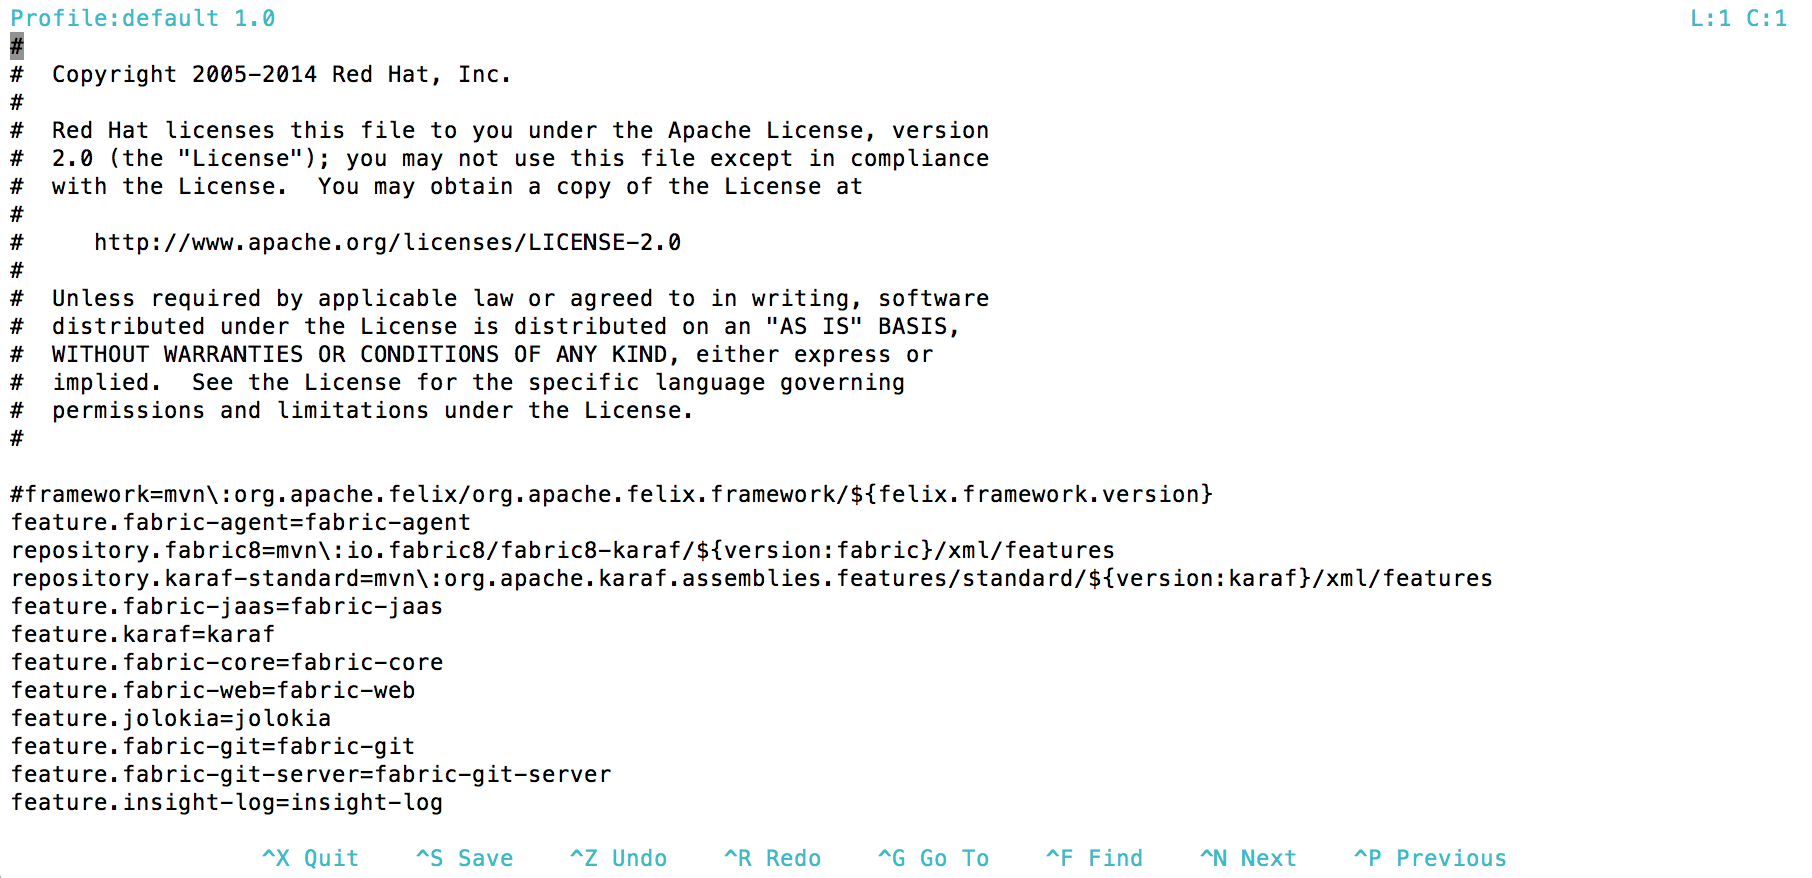 Profile:default 1.0 L:1 C:1
#
#  Copyright 2005-2014 Red Hat, Inc.
#
#  Red Hat licenses this file to you under the Apache License, version
#  2.0 (the "License"); you may not use this file except in compliance
#  with the License.  You may obtain a copy of the License at
#
#     http://www.apache.org/licenses/LICENSE-2.0
#
#  Unless required by applicable law or agreed to in writing, software
#  distributed under the License is distributed on an "AS IS" BASIS,
#  WITHOUT WARRANTIES OR CONDITIONS OF ANY KIND, either express or
#  implied.  See the License for the specific language governing
#  permissions and limitations under the License.
#
#framework=mvn\:org.apache.felix/org.apache.felix.framework/${felix.framework.version}
feature.fabric-agent=fabric-agent
repository.fabric8=mvn\:io.fabric8/fabric8-karaf/${version:fabric}/xml/features
repository.karaf-standard=mvn\:org.apache.karaf.assemblies.features/standard/${version:karaf}/xml/features
feature.fabric-jaas=fabric-jaas
feature.karaf=karaf
feature.fabric-core=fabric-core
feature.fabric-web=fabric-web
feature.jolokia=jolokia
feature.fabric-git=fabric-git
feature.fabric-git-server=fabric-git-server
feature.insight-log=insight-log
^X Quit ^S Save ^Z Undo ^R Redo ^G Go To ^F Find ^N Next ^P Previous